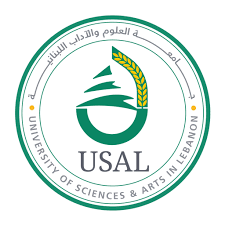 جامعة العلوم والآداب اللبنانية
USAL
UNIVERSITY OF SCIENCES & ARTS IN LEBANON